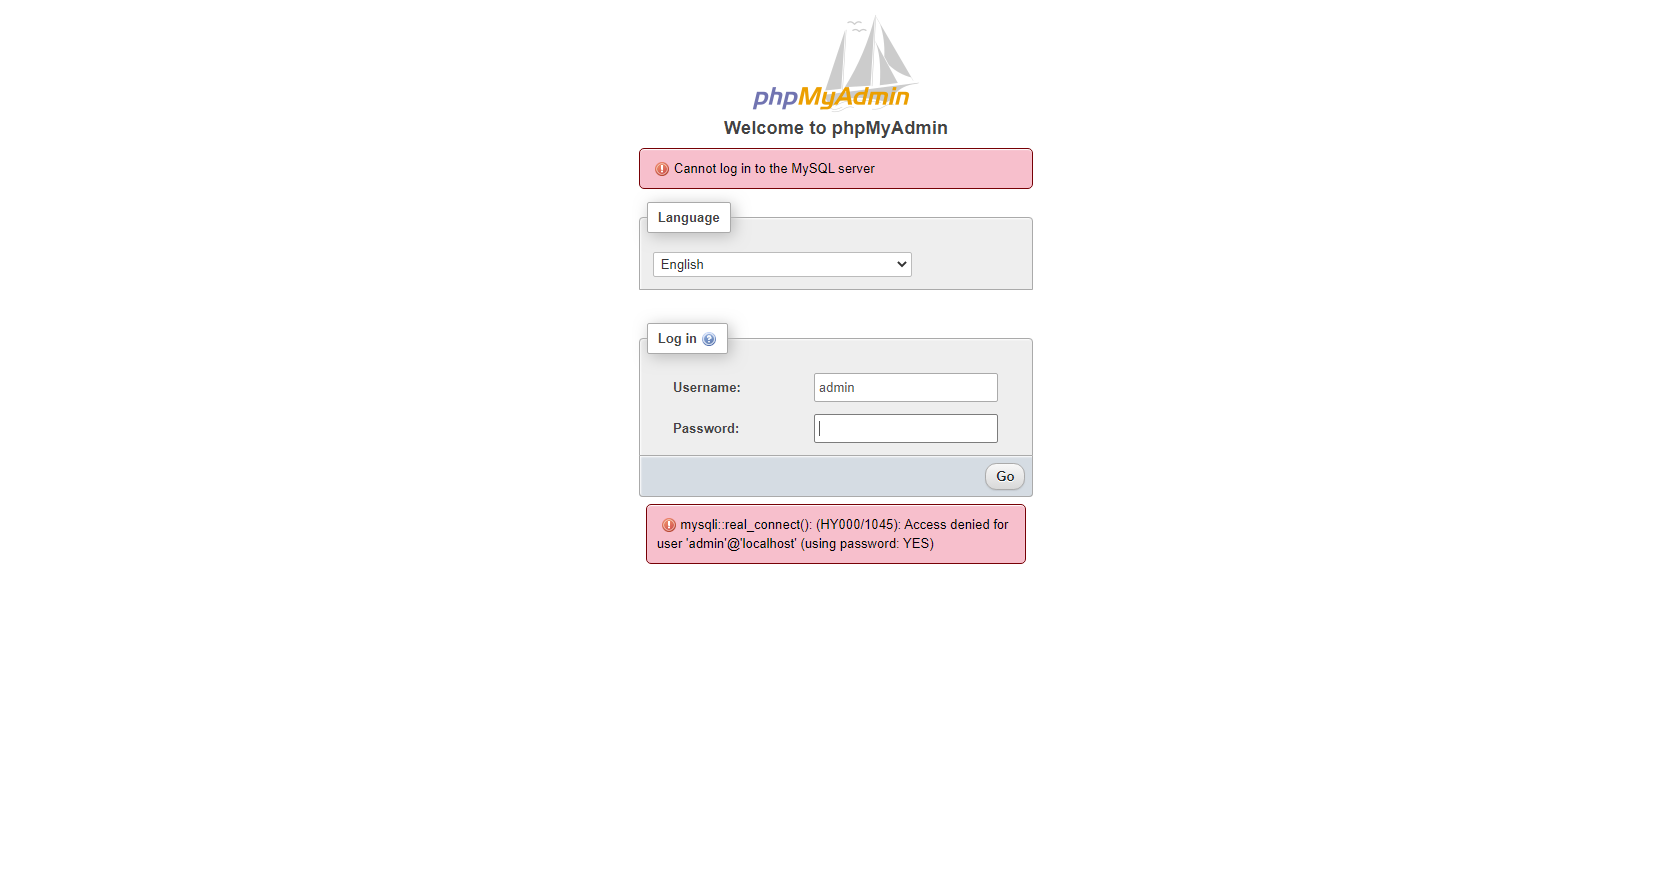 phpMyAdmin
Welcome to phpMyAdmin
Cannot log in to the MySQL server
Language
English
Log in
Username: admin
Password:
Go
mysqli::real_connect(): (HY000/1045): Access denied for
user 'admin'@'localhost' (using password: YES)